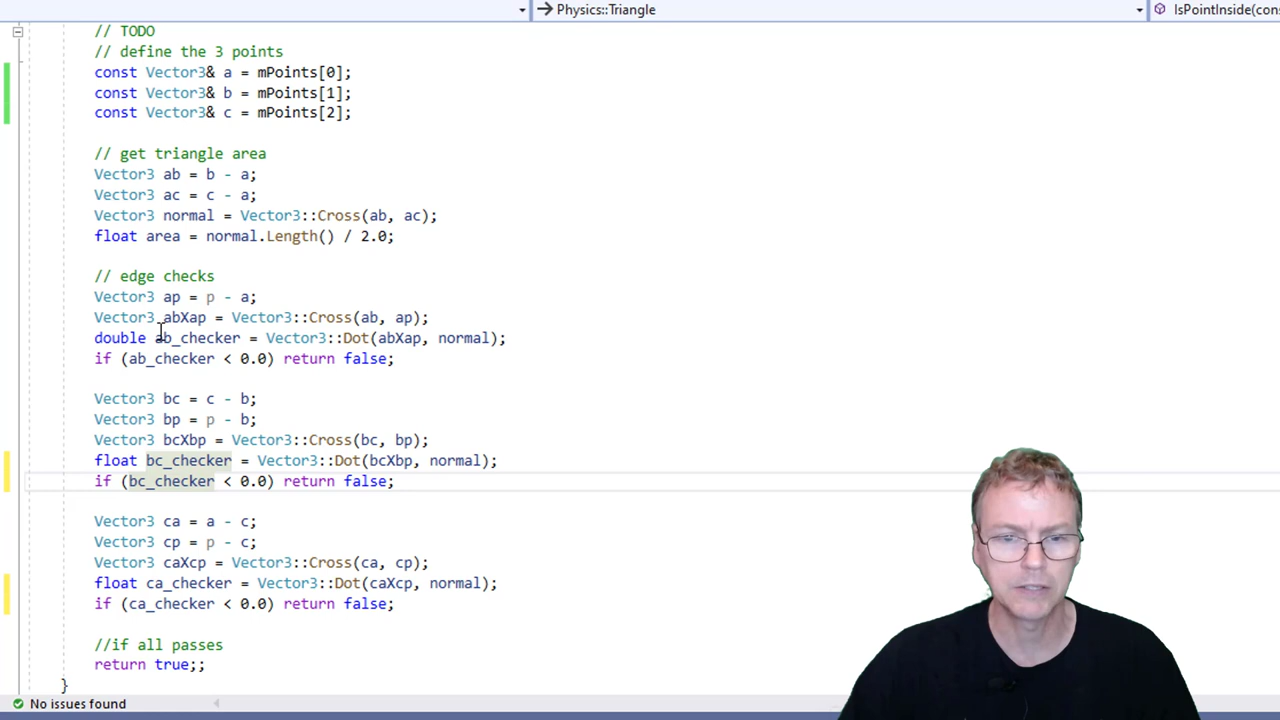 Physics::Triangle
IsPointInside(con
// TODO
// define the 3 points
const Vector3& a = mPoints[0];
const Vector3& b = mPoints[1];
const Vector3& c = mPoints[2];
// get triangle area
Vector3 ab = b - a;
Vector3 ac = c - a;
Vector3 normal = Vector3::Cross(ab, ac);
float area = normal.Length() / 2.0;
// edge checks
Vector3 ap = p - a;
Vector3 abXap = Vector3::Cross(ab, ap);
double ab_checker = Vector3::Dot(abXap, normal);
if (ab_checker < 0.0) return false;
Vector3 bc = c - b;
Vector3 bp = p - b;
Vector3 bcXbp = Vector3::Cross(bc, bp);
float bc_checker = Vector3::Dot(bcXbp, normal);
if (bc_checker < 0.0) return false;
Vector3 ca = a - c;
Vector3 cp = p - c;
Vector3 caXcp = Vector3::Cross(ca, cp);
float ca_checker = Vector3::Dot(caXcp, normal);
if (ca_checker < 0.0) return false;
//if all passes
return true;;
}
No issues found